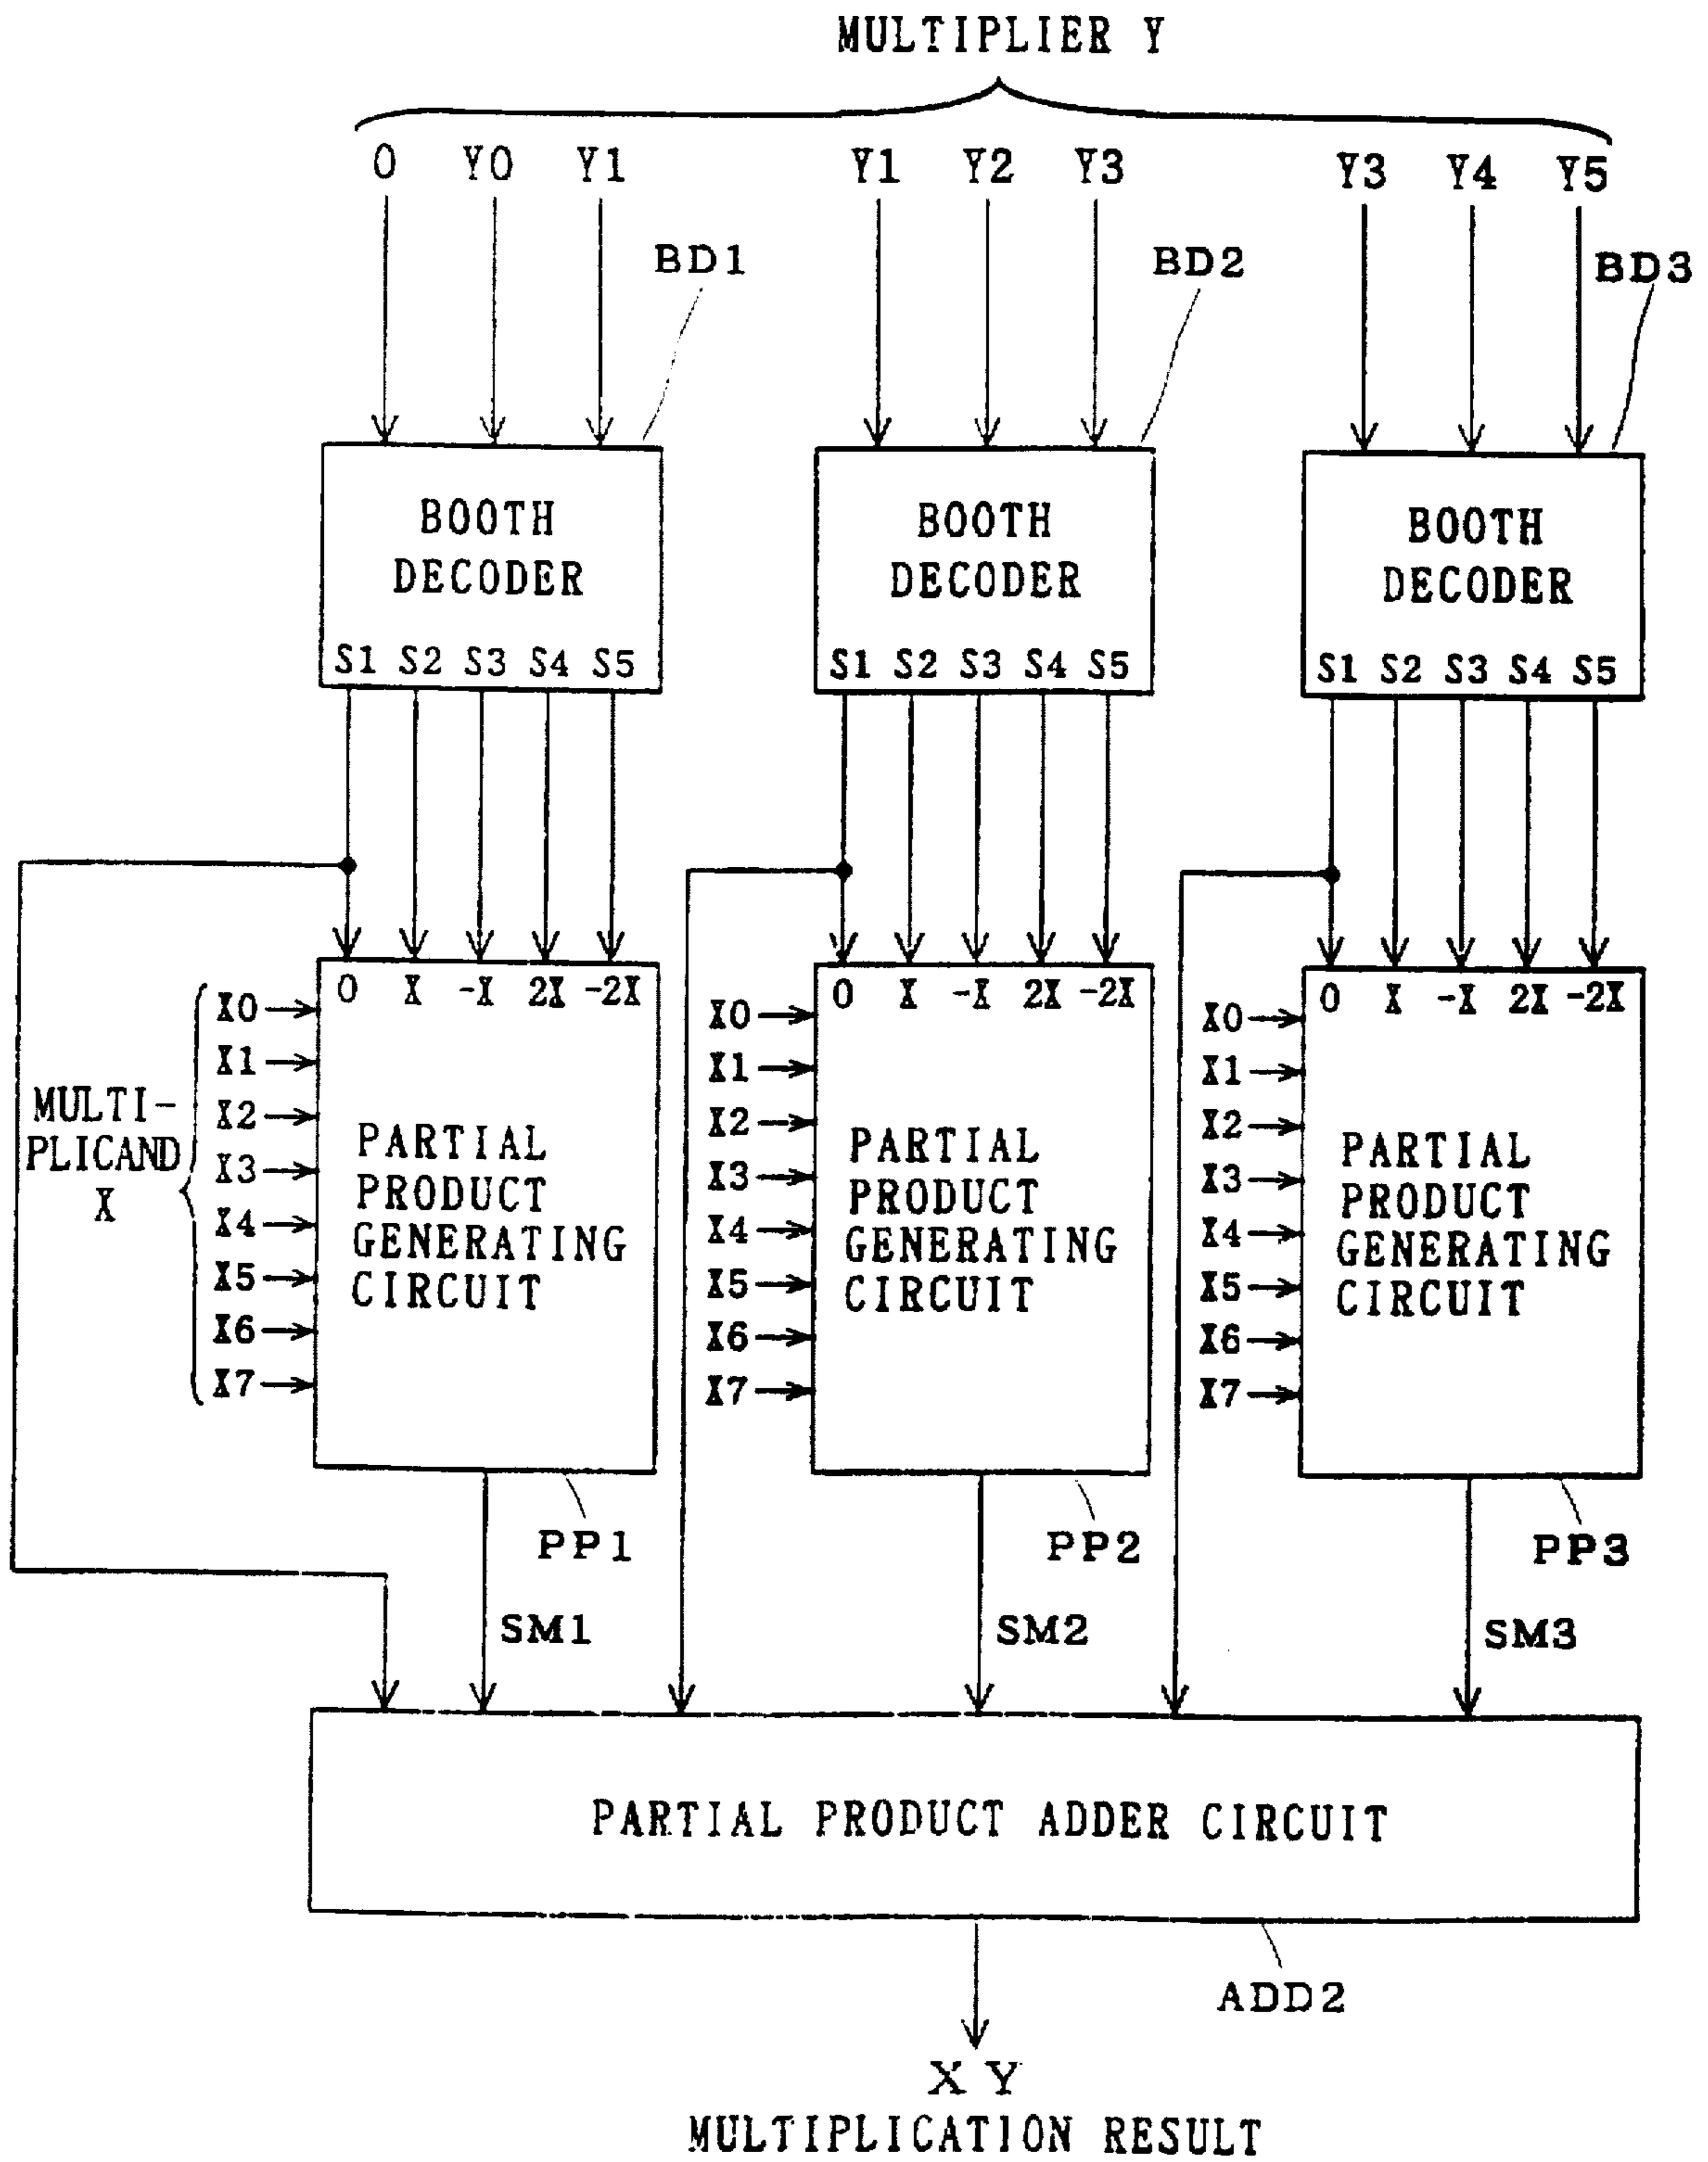 MULTIPLIER Y
0 Y0 Y1 Y1 Y2 Y3 Y3 Y4 Y5
BD1 BD2 BD3
BOOTH DECODER
S1 S2 S3 S4 S5
BOOTH DECODER
S1 S2 S3 S4 S5
BOOTH DECODER
S1 S2 S3 S4 S5
MULTI-
PLICAND
X
X0
X1
X2
X3
X4
X5
X6
X7
0 X -X 2X -2X
PARTIAL
PRODUCT
GENERATING
CIRCUIT
PP1
SM1
X0
X1
X2
X3
X4
X5
X6
X7
0 X -X 2X -2X
PARTIAL
PRODUCT
GENERATING
CIRCUIT
PP2
SM2
X0
X1
X2
X3
X4
X5
X6
X7
0 X -X 2X -2X
PARTIAL
PRODUCT
GENERATING
CIRCUIT
PP3
SM3
PARTIAL PRODUCT ADDER CIRCUIT
ADD2
X Y
MULTIPLICATION RESULT